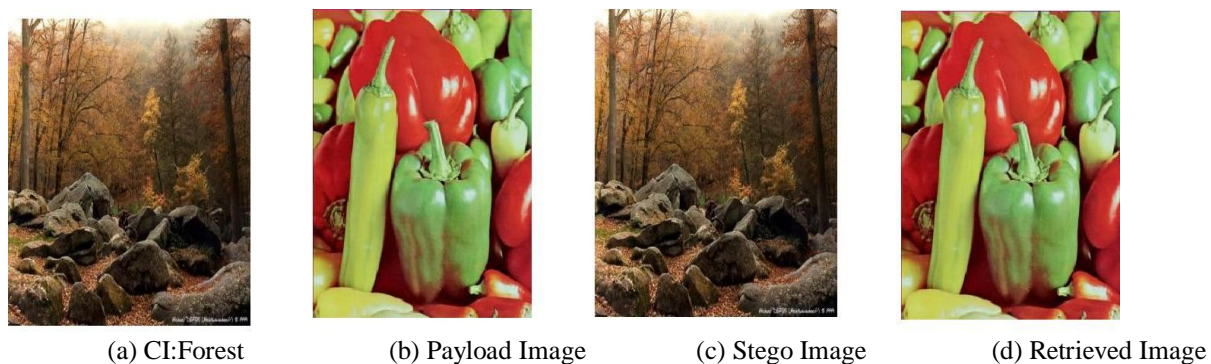 (a) CI:Forest
(b) Payload Image
(c) Stego Image
(d) Retrieved Image